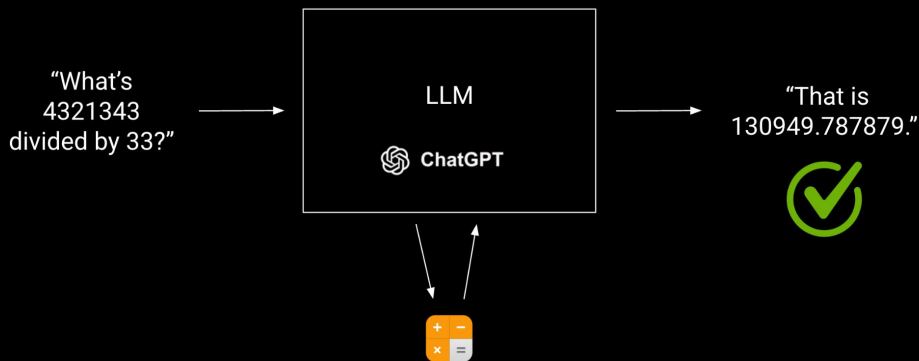 “What's
4321343
divided by 33?”
LLM
ChatGPT
“That is
130949.787879.”
+ −
× =